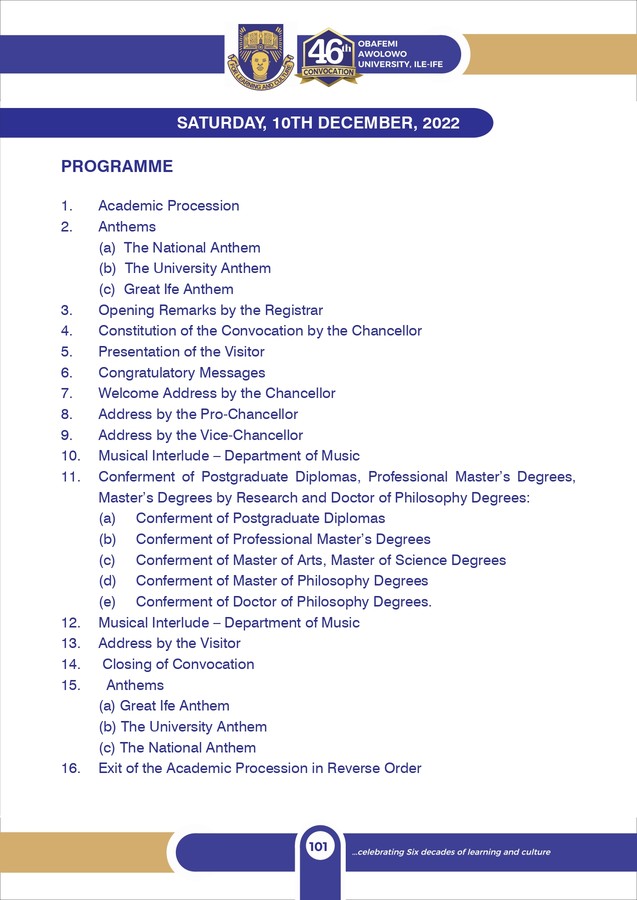 FOR LEARNING AND CULTURE
46th
CONVOCATION
OBAFEMI
AWOLOWO
UNIVERSITY, ILE-IFE
SATURDAY, 10TH DECEMBER, 2022
PROGRAMME
1. Academic Procession
2. Anthems
(a) The National Anthem
(b) The University Anthem
(c) Great Ife Anthem
3. Opening Remarks by the Registrar
4. Constitution of the Convocation by the Chancellor
5. Presentation of the Visitor
6. Congratulatory Messages
7. Welcome Address by the Chancellor
8. Address by the Pro-Chancellor
9. Address by the Vice-Chancellor
10. Musical Interlude – Department of Music
11. Conferment of Postgraduate Diplomas, Professional Master’s Degrees,
Master’s Degrees by Research and Doctor of Philosophy Degrees:
(a) Conferment of Postgraduate Diplomas
(b) Conferment of Professional Master’s Degrees
(c) Conferment of Master of Arts, Master of Science Degrees
(d) Conferment of Master of Philosophy Degrees
(e) Conferment of Doctor of Philosophy Degrees.
12. Musical Interlude – Department of Music
13. Address by the Visitor
14. Closing of Convocation
15. Anthems
(a) Great Ife Anthem
(b) The University Anthem
(c) The National Anthem
16. Exit of the Academic Procession in Reverse Order
101
...celebrating Six decades of learning and culture